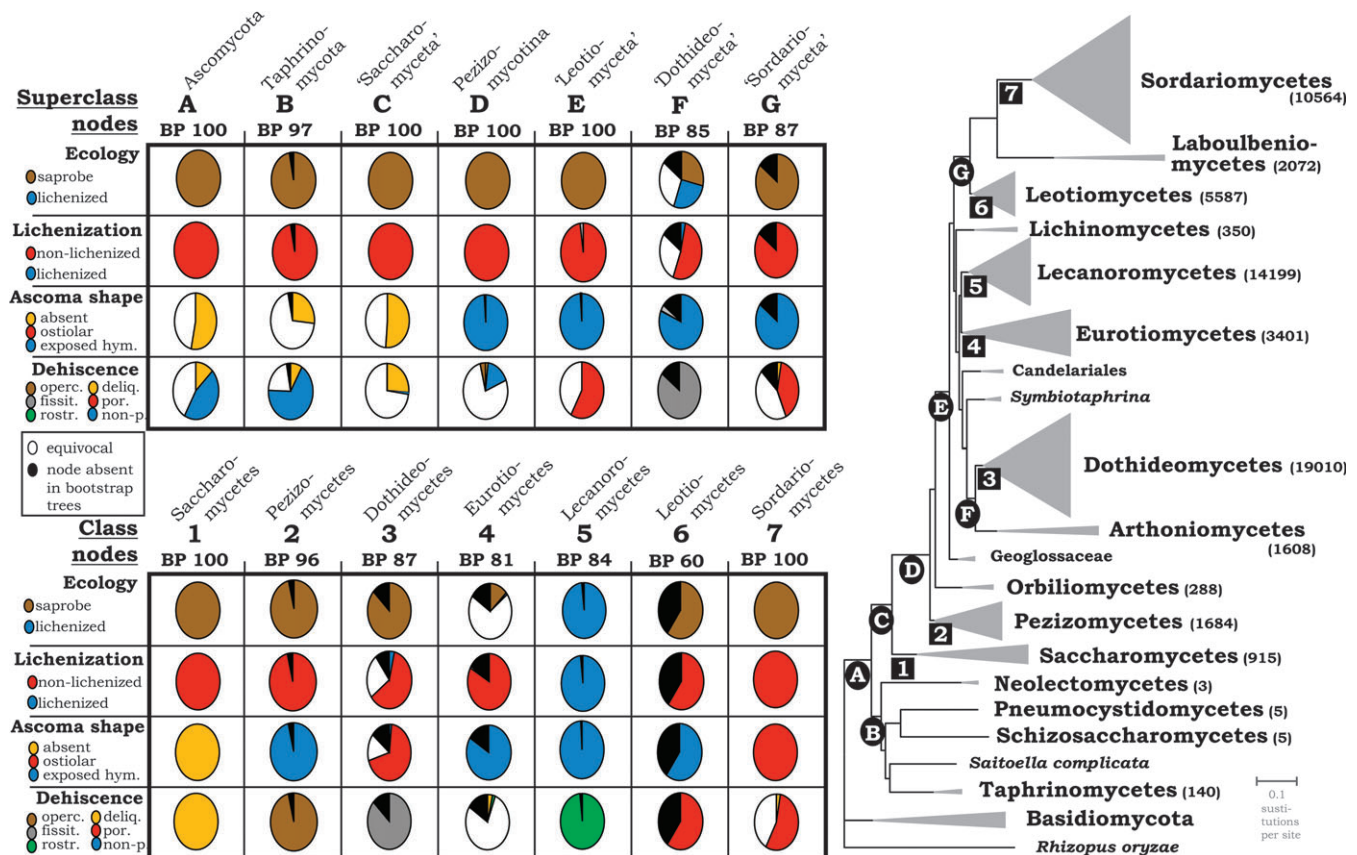 Ascomycota
Taphrino-
mycota
'Saccharo-
myceta'
Pezizo-
mycotina
'Leotio-
myceta'
'Dothideo-
myceta'
'Sordario-
myceta'
Superclass
nodes
A B C D E F G
BP 100 BP 97 BP 100 BP 100 BP 100 BP 85 BP 87
Ecology
saprobe
lichenized
Lichenization
non-lichenized
lichenized
Ascoma shape
absent
ostiolar
exposed hym.
Dehiscence
operc. deliq.
fissit. por.
rostr. non-p.
equivocal
node absent
in bootstrap
trees
Saccharo-
mycetes
Pezizo-
mycetes
Dothideo-
mycetes
Eurotio-
mycetes
Lecanoro-
mycetes
Leotio-
mycetes
Sordario-
mycetes
Class
nodes
1 2 3 4 5 6 7
BP 100 BP 96 BP 87 BP 81 BP 84 BP 60 BP 100
Ecology
saprobe
lichenized
Lichenization
non-lichenized
lichenized
Ascoma shape
absent
ostiolar
exposed hym.
Dehiscence
operc. deliq.
fissit. por.
rostr. non-p.
7
Sordariomycetes
(10564)
Laboulbenio-
mycetes (2072)
G
6
Leotiomycetes (5587)
Lichinomycetes (350)
5
Lecanoromycetes (14199)
4
Eurotiomycetes (3401)
Candelariales
E
Symbiotaphrina
3
Dothideomycetes (19010)
F
Arthoniomycetes
(1608)
Geoglossaceae
D
Orbiliomycetes (288)
C
2
Pezizomycetes (1684)
1
Saccharomycetes (915)
A
Neolectomycetes (3)
Pneumocystidomycetes (5)
B
Schizosaccharomycetes (5)
Saitoella complicata
Taphrinomycetes (140)
Basidiomycota
Rhizopus oryzae
0.1
susti-
tutions
per site